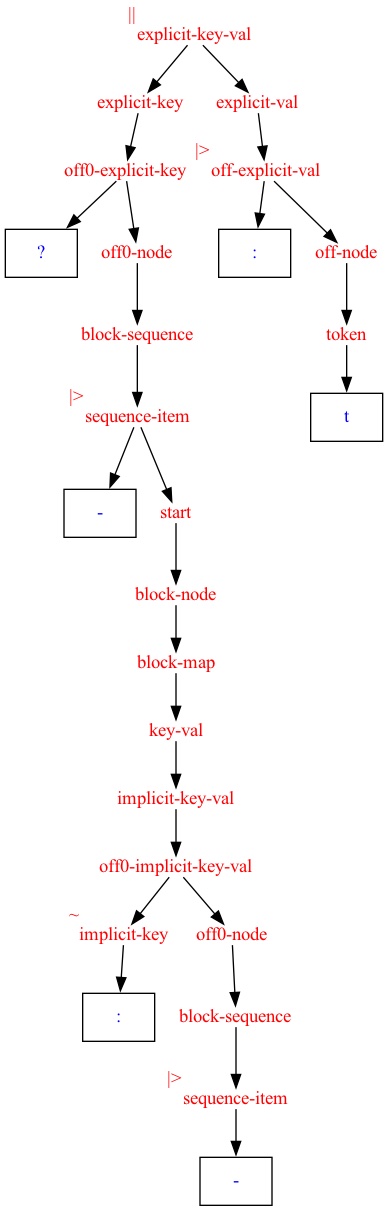 ||
explicit-key-val
explicit-key explicit-val
|>
off0-explicit-key off-explicit-val
? off0-node : off-node
block-sequence token
|>
sequence-item t
- start
block-node
block-map
key-val
implicit-key-val
off0-implicit-key-val
~
implicit-key off0-node
: block-sequence
|>
sequence-item
-